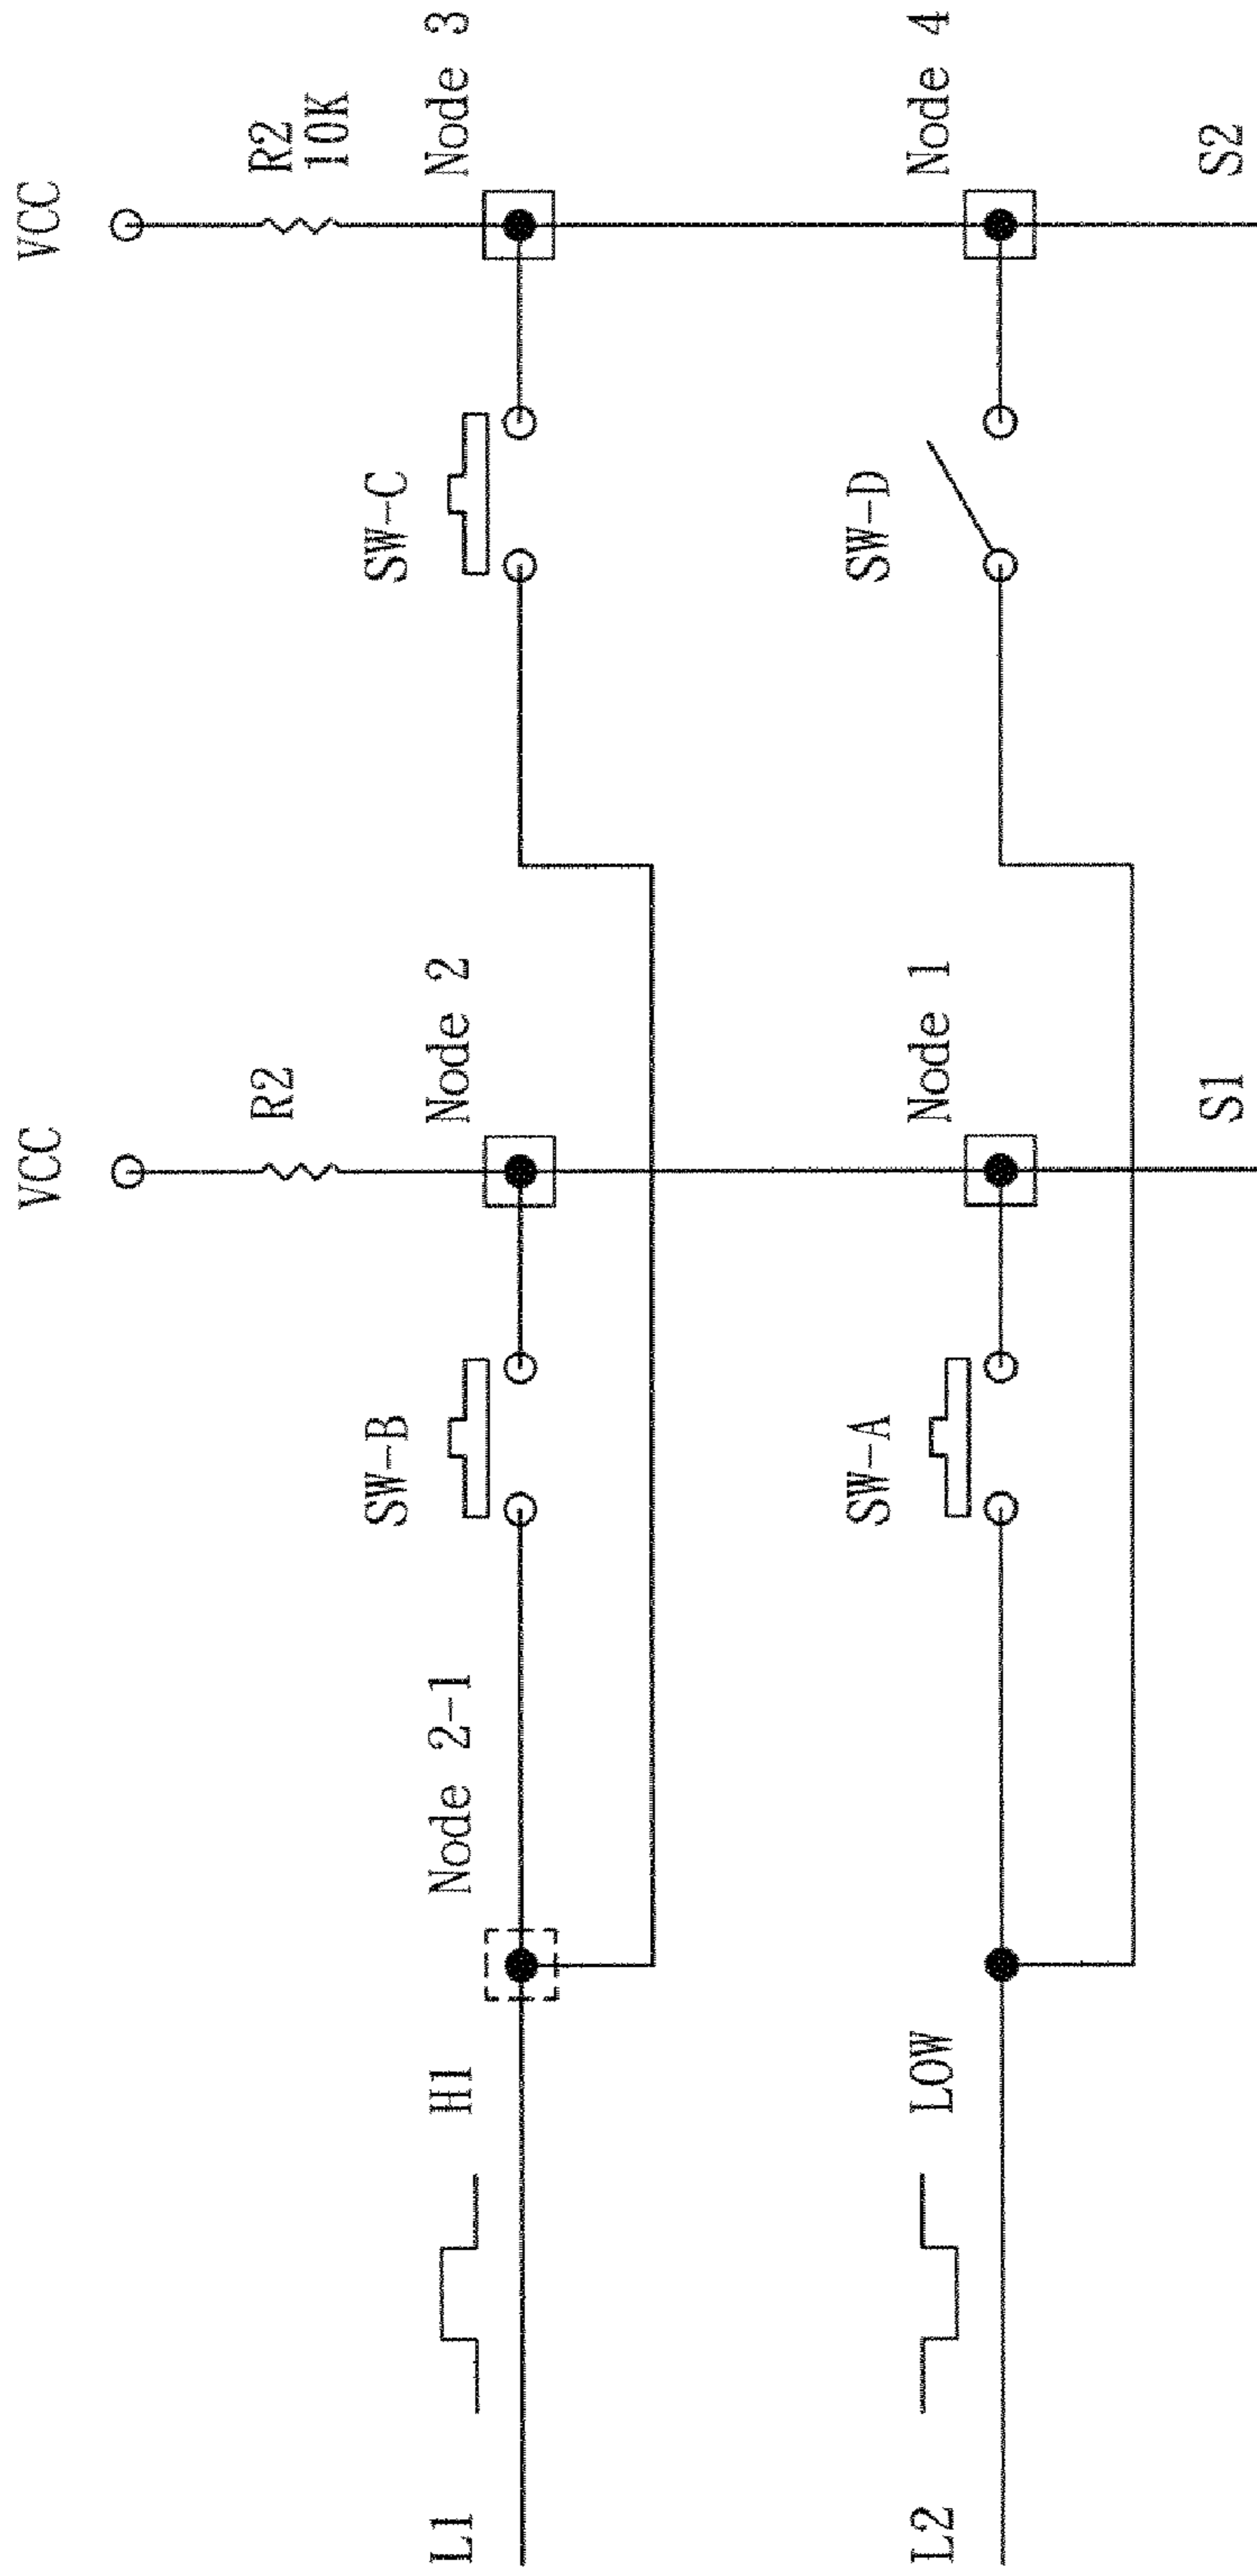 VCC
VCC
R2
R2
10K
SW-B
SW-C
L1
H1
Node 2-1
Node 2
Node 3
SW-A
SW-D
L2
LOW
Node 1
Node 4
S1
S2